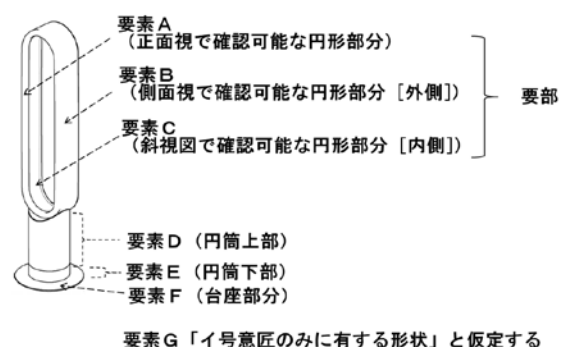 要素A
（正面視で確認可能な円形部分）
要素B
（側面視で確認可能な円形部分［外側］）
要素C
（斜視図で確認可能な円形部分［内側］）
要部
要素D（円筒上部）
要素E（円筒下部）
要素F（台座部分）
要素G「イ号意匠のみに有する形状」と仮定する